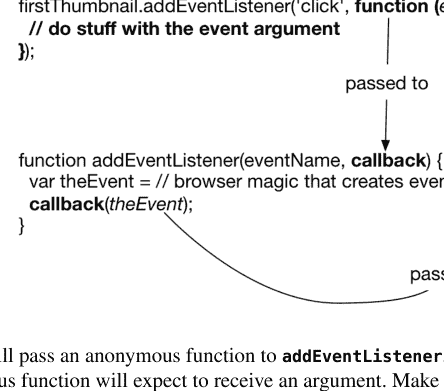 firstThumbnail.addEventListener('click', function (e
// do stuff with the event argument
});
passed to
function addEventListener(eventName, callback) {
var theEvent = // browser magic that creates ever
callback(theEvent);
}
pass
ll pass an anonymous function to addEventListener.
us function will expect to receive an argument. Make